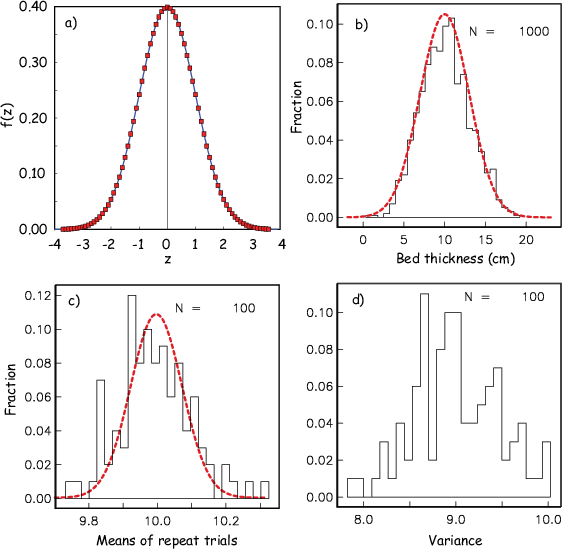 a)
f(z)
0.40
0.30
0.20
0.10
0.00
-4 -3 -2 -1 0 1 2 3 4
z
b)
N = 1000
Fraction
0.10
0.08
0.06
0.04
0.02
0.00
0 5 10 15 20
Bed thickness (cm)
c)
N = 100
Fraction
0.12
0.10
0.08
0.06
0.04
0.02
0.00
9.8 10.0 10.2
Means of repeat trials
d)
N = 100
0.10
0.08
0.06
0.04
0.02
0.00
8.0 9.0 10.0
Variance